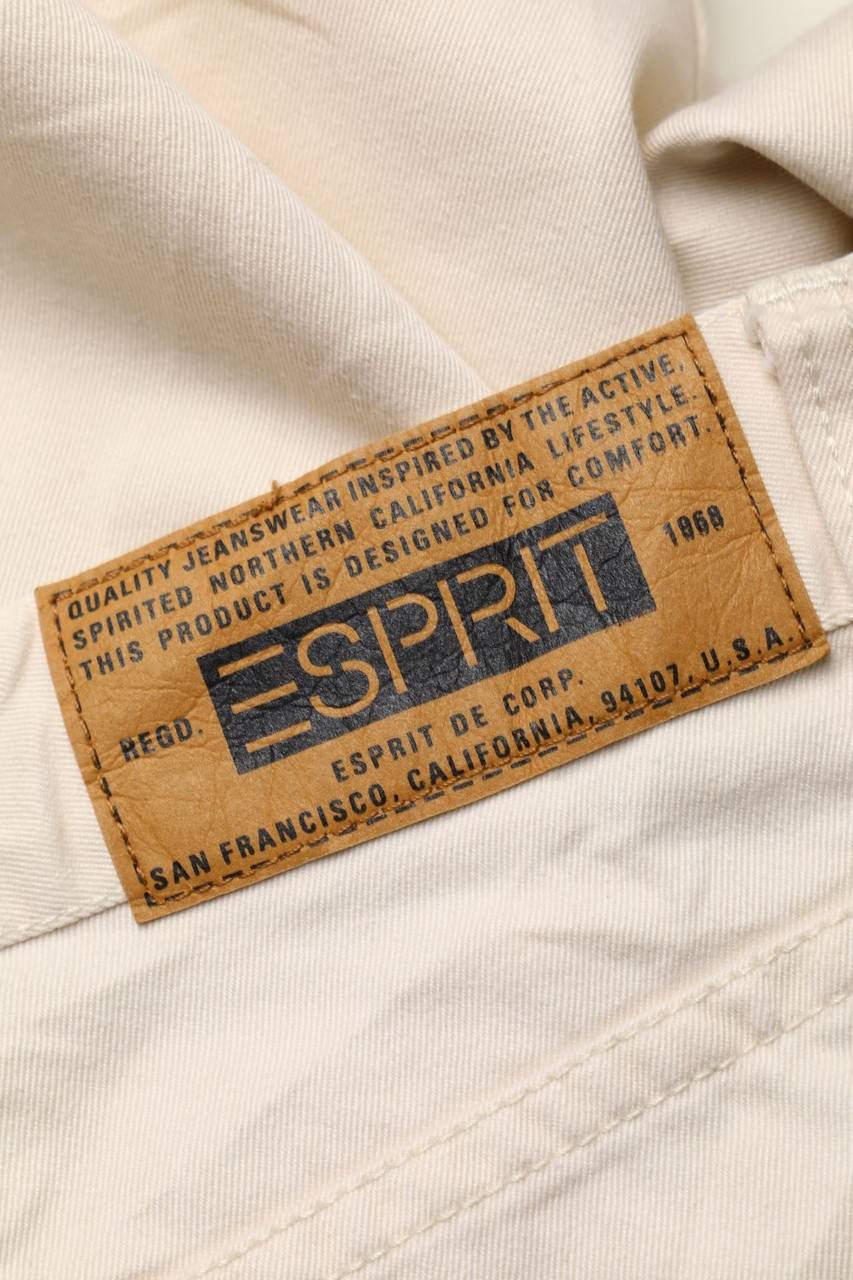 QUALITY JEANSWEAR INSPIRED BY THE ACTIVE,
SPIRITED NORTHERN CALIFORNIA LIFESTYLE.
THIS PRODUCT IS DESIGNED FOR COMFORT.
REGD. ESPRIT 1968
ESPRIT DE CORP.
SAN FRANCISCO, CALIFORNIA, 94107, U.S.A.